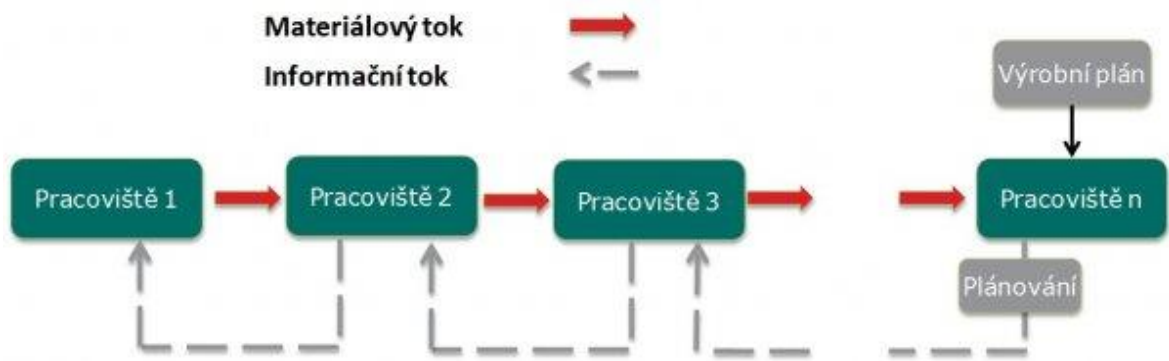 Materiálový tok
Informační tok
Výrobní plán
Pracoviště 1
Pracoviště 2
Pracoviště 3
Pracoviště n
Plánování